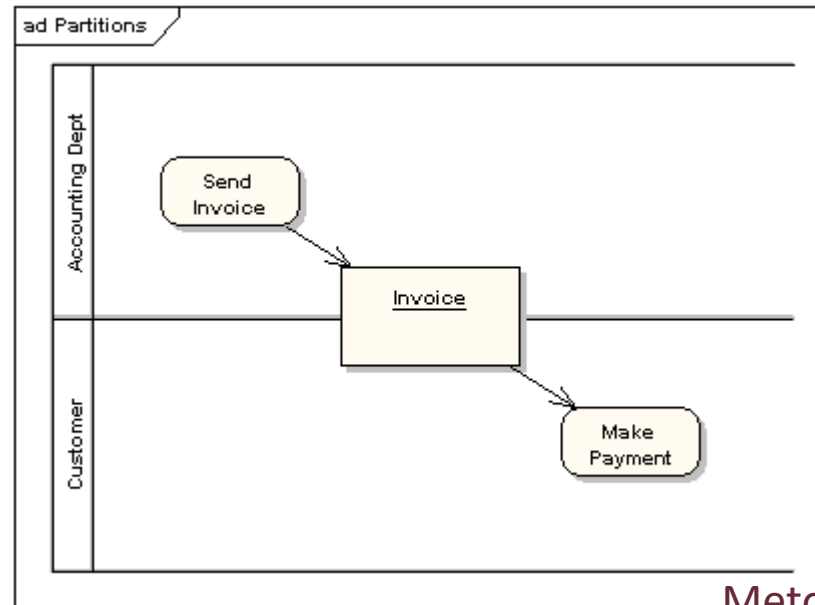 ad Partitions
Accounting Dept
Send
Invoice
Invoice
Customer
Make
Payment